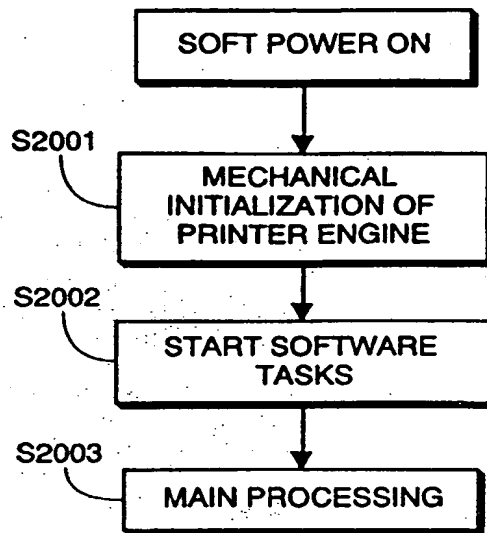 SOFT POWER ON
S2001
MECHANICAL
INITIALIZATION OF
PRINTER ENGINE
S2002
START SOFTWARE
TASKS
S2003
MAIN PROCESSING